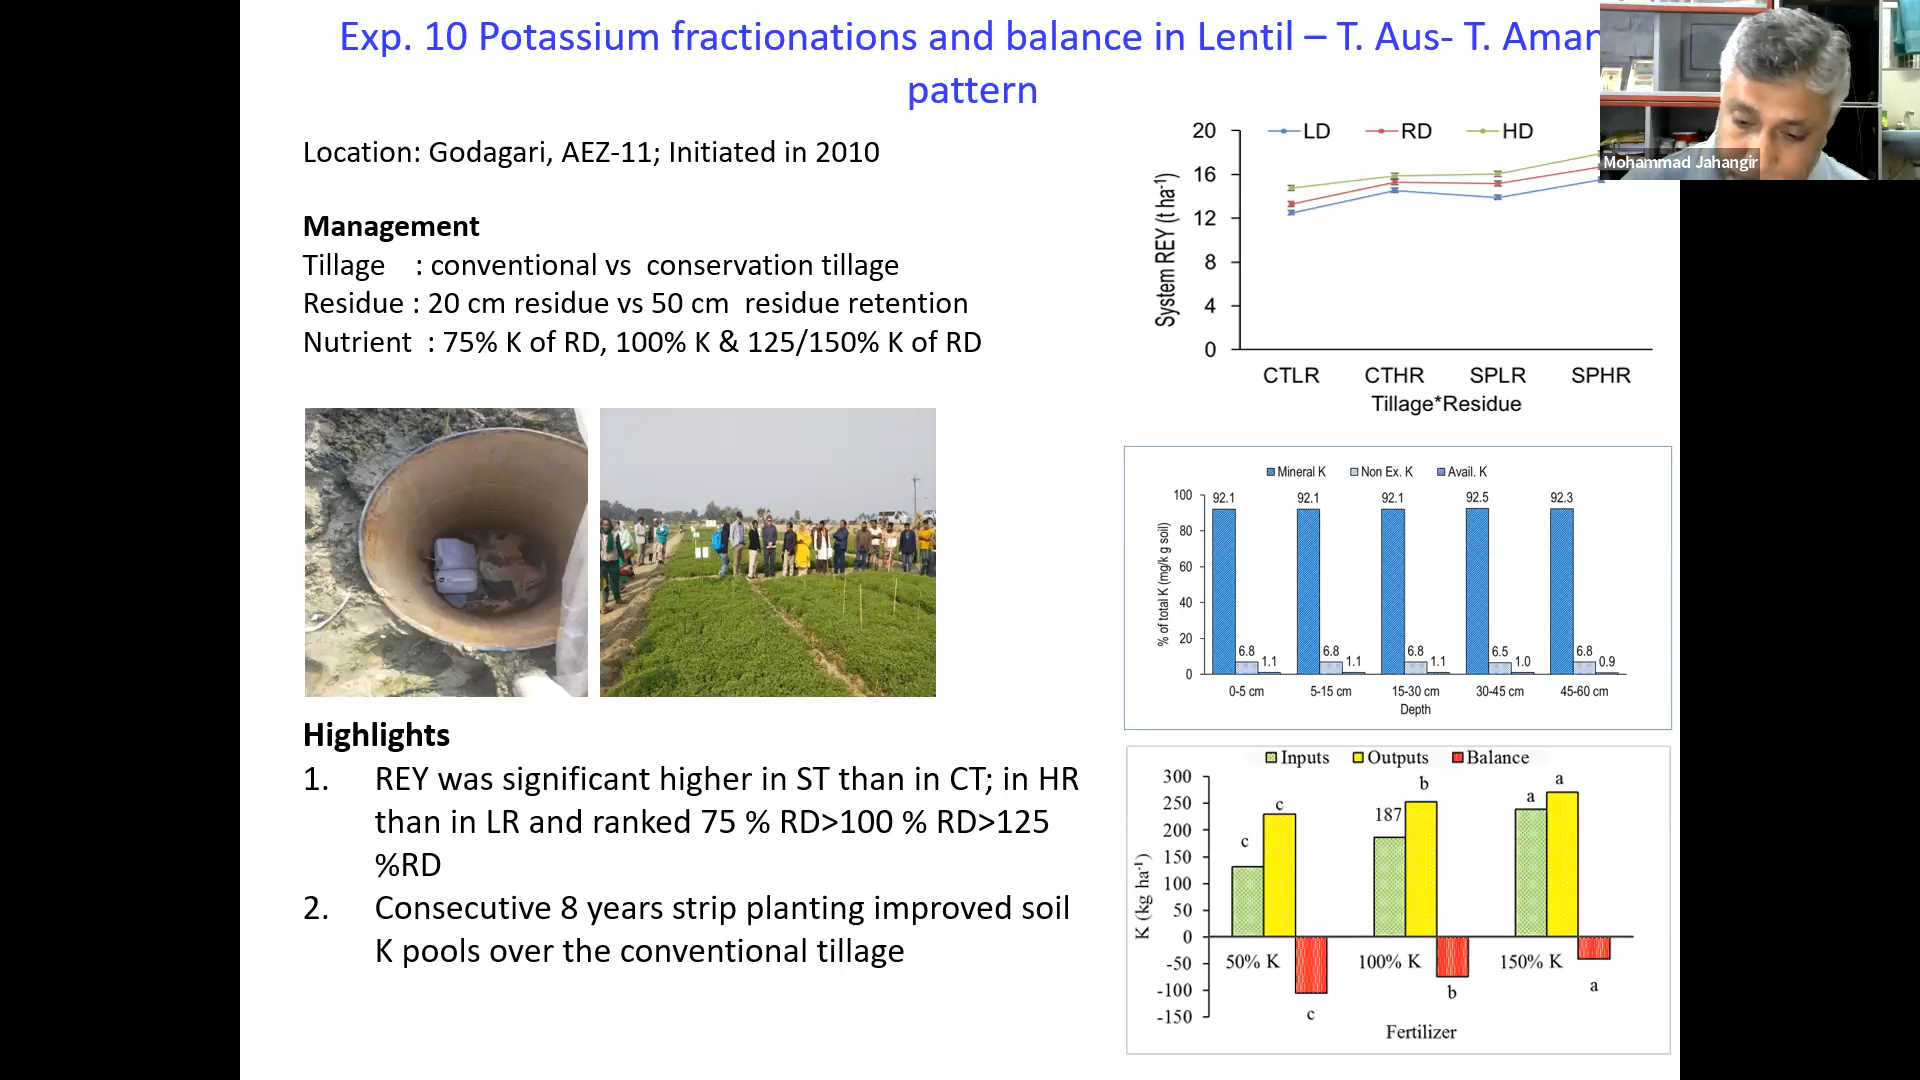 Exp. 10 Potassium fractionations and balance in Lentil – T. Aus- T. Aman
pattern
Location: Godagari, AEZ-11; Initiated in 2010
Management
Tillage : conventional vs conservation tillage
Residue : 20 cm residue vs 50 cm residue retention
Nutrient : 75% K of RD, 100% K & 125/150% K of RD
Highlights
1. REY was significant higher in ST than in CT; in HR
than in LR and ranked 75 % RD>100 % RD>125
%RD
2. Consecutive 8 years strip planting improved soil
K pools over the conventional tillage
Mohammad Jahangir
LD RD HD
System REY (t ha-1)
20
16
12
8
4
0
CTLR CTHR SPLR SPHR
Tillage*Residue
Mineral K Non Ex. K Avail. K
% of total K (mg/k g soil)
100
80
60
40
20
0
92.1 92.1 92.1 92.5 92.3
6.8 1.1 6.8 1.1 6.8 1.1 6.5 1.0 6.8 0.9
0-5 cm 5-15 cm 15-30 cm 30-45 cm 45-60 cm
Depth
Inputs Outputs Balance
K (kg ha-1)
300
250
200
150
100
50
0
-50
-100
-150
c c 187 b a a
50% K 100% K 150% K
c b a
Fertilizer